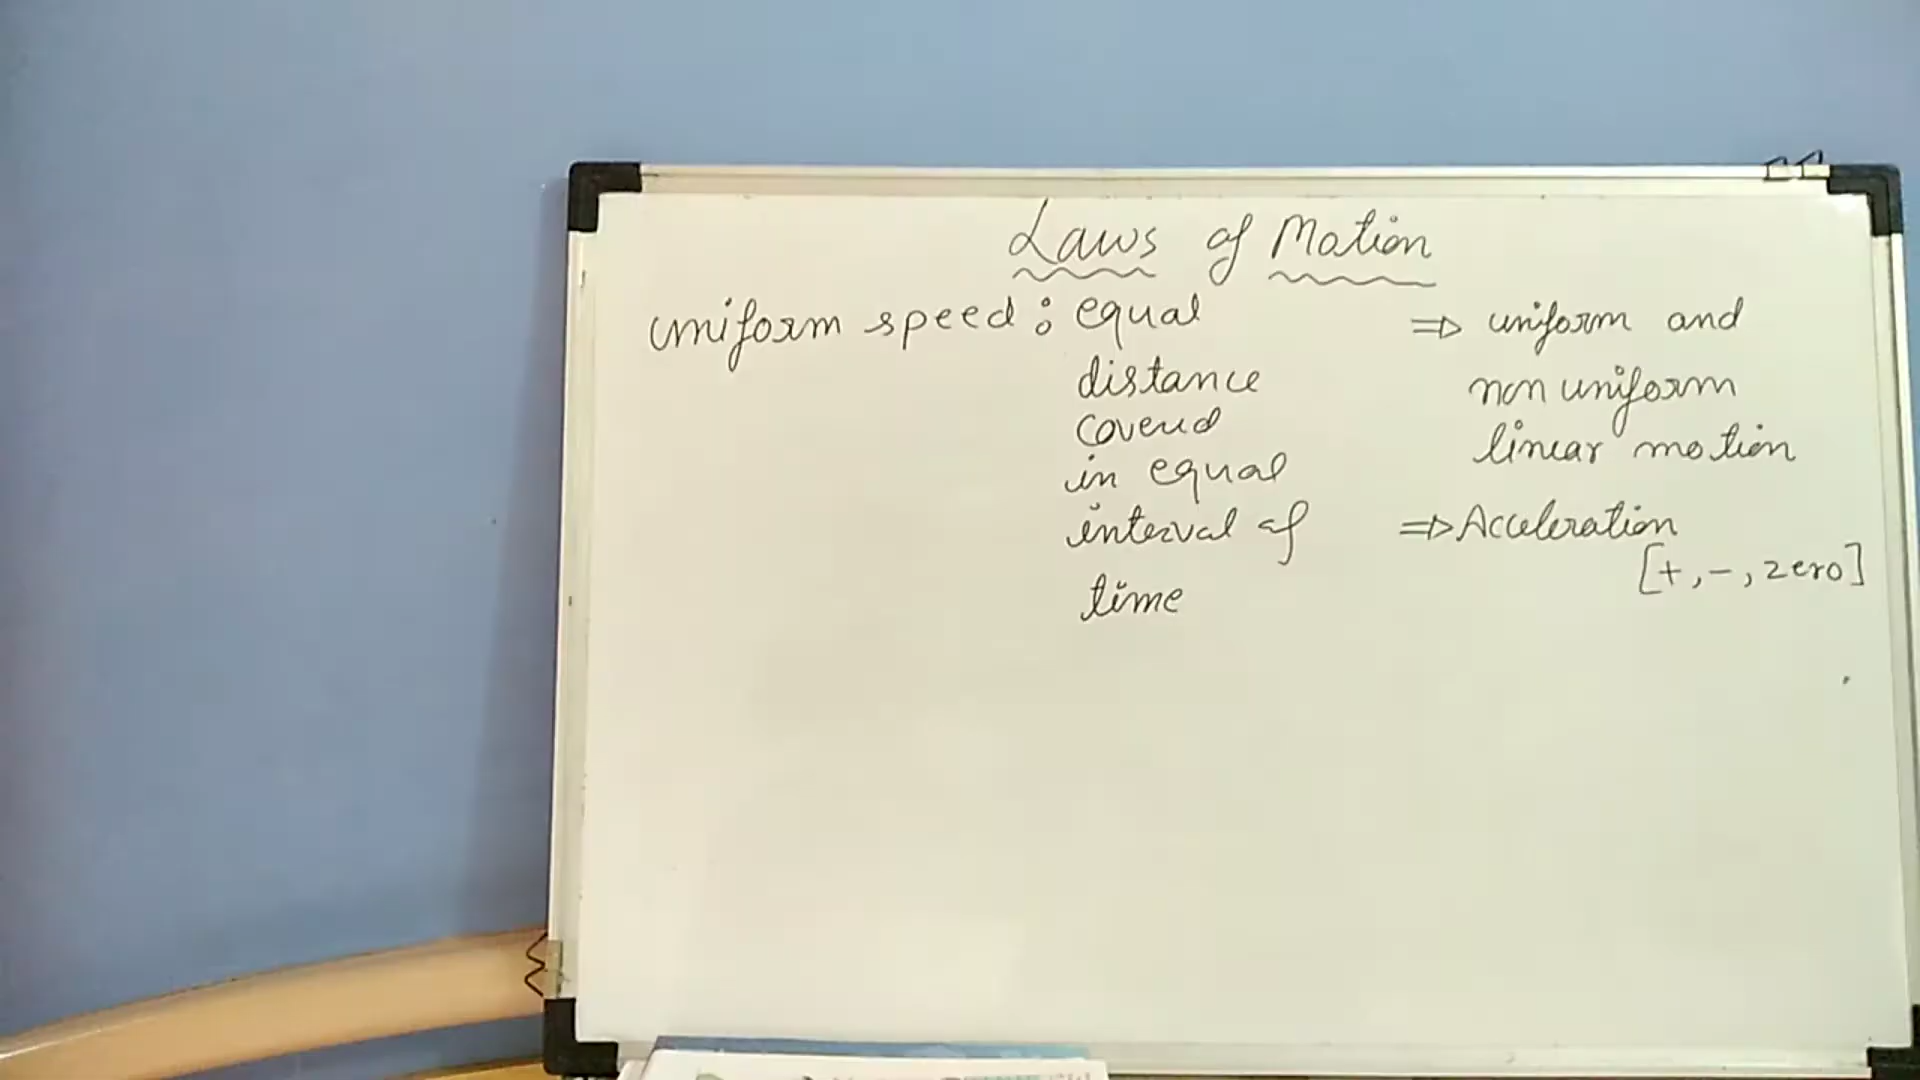 Laws of Motion
uniform speed : equal
distance
coverd
in equal
interval of
time
⇒ uniform and
non uniform
linear motion
⇒ Acceleration
[+, -, zero]